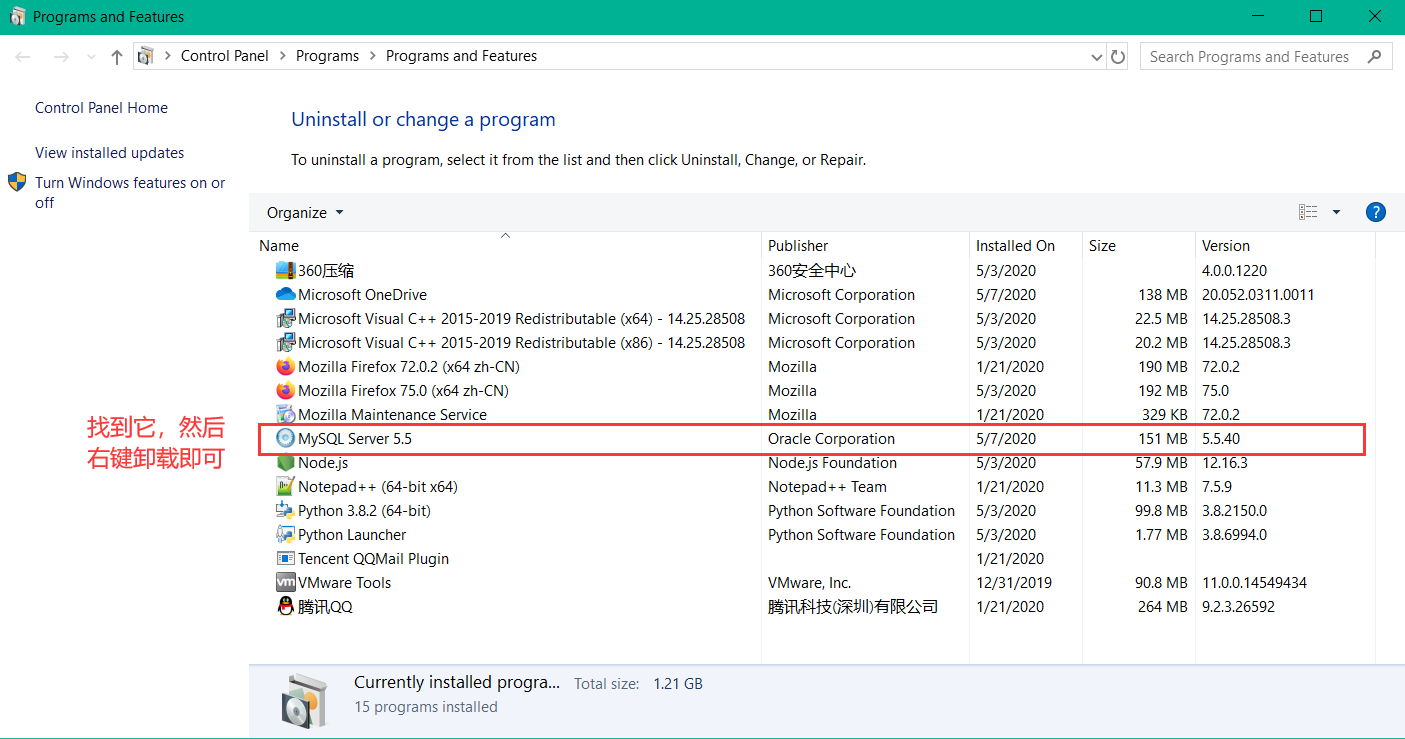 Programs and Features
Control Panel > Programs > Programs and Features
Search Programs and Features
Control Panel Home
View installed updates
Turn Windows features on or
off
Uninstall or change a program
To uninstall a program, select it from the list and then click Uninstall, Change, or Repair.
Organize
Name Publisher Installed On Size Version
360压缩 360安全中心 5/3/2020 4.0.0.1220
Microsoft OneDrive Microsoft Corporation 5/7/2020 138 MB 20.052.0311.0011
Microsoft Visual C++ 2015-2019 Redistributable (x64) - 14.25.28508 Microsoft Corporation 5/3/2020 22.5 MB 14.25.28508.3
Microsoft Visual C++ 2015-2019 Redistributable (x86) - 14.25.28508 Microsoft Corporation 5/3/2020 20.2 MB 14.25.28508.3
Mozilla Firefox 72.0.2 (x64 zh-CN) Mozilla 1/21/2020 190 MB 72.0.2
Mozilla Firefox 75.0 (x64 zh-CN) Mozilla 5/3/2020 192 MB 75.0
Mozilla Maintenance Service Mozilla 1/21/2020 329 KB 72.0.2
找到它，然后
右键卸载即可
MySQL Server 5.5 Oracle Corporation 5/7/2020 151 MB 5.5.40
Node.js Node.js Foundation 5/3/2020 57.9 MB 12.16.3
Notepad++ (64-bit x64) Notepad++ Team 1/21/2020 11.3 MB 7.5.9
Python 3.8.2 (64-bit) Python Software Foundation 5/3/2020 99.8 MB 3.8.2150.0
Python Launcher Python Software Foundation 5/3/2020 1.77 MB 3.8.6994.0
Tencent QQMail Plugin 1/21/2020
vm VMware Tools VMware, Inc. 12/31/2019 90.8 MB 11.0.0.14549434
腾讯QQ 腾讯科技(深圳)有限公司 1/21/2020 264 MB 9.2.3.26592
Currently installed progra... Total size: 1.21 GB
15 programs installed